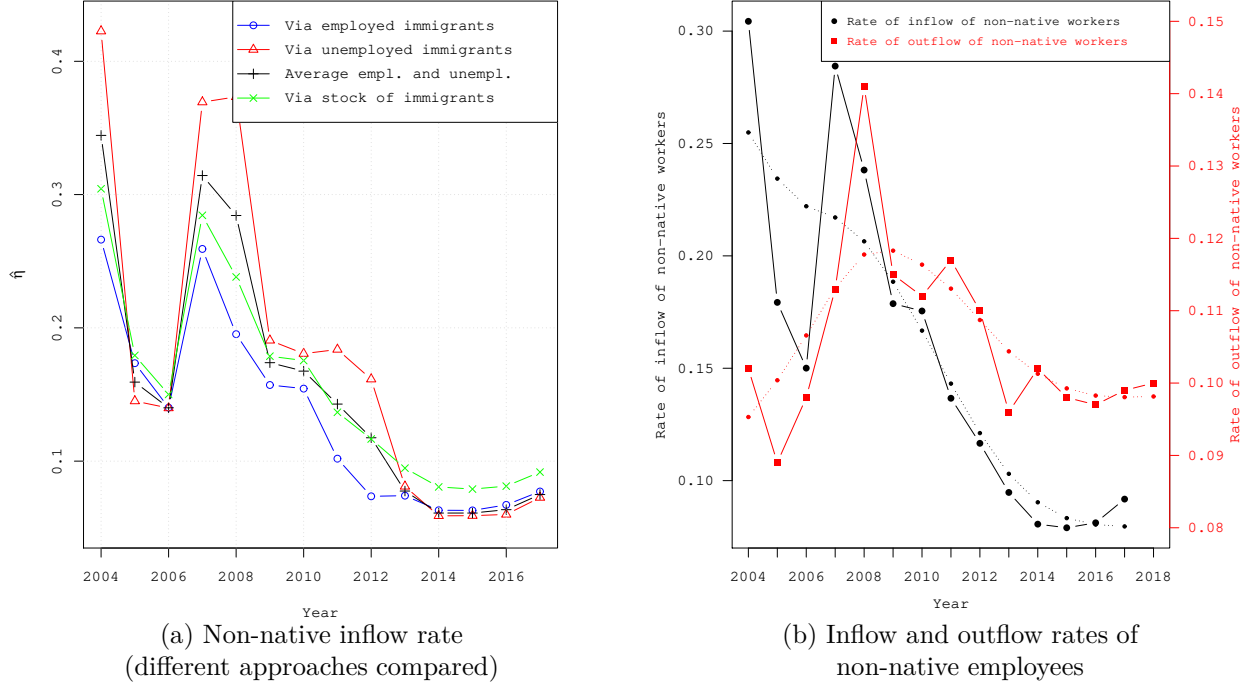 Via employed immigrants
Via unemployed immigrants
Average empl. and unempl.
Via stock of immigrants
0.4
0.3
0.2
0.1
η̂
2004 2006 2008 2010 2012 2014 2016
Year
(a) Non-native inflow rate
(different approaches compared)
Rate of inflow of non-native workers
Rate of outflow of non-native workers
0.30
0.25
0.20
0.15
0.10
Rate of inflow of non-native workers
0.15
0.14
0.13
0.12
0.11
0.10
0.09
0.08
Rate of outflow of non-native workers
2004 2006 2008 2010 2012 2014 2016 2018
Year
(b) Inflow and outflow rates of
non-native employees